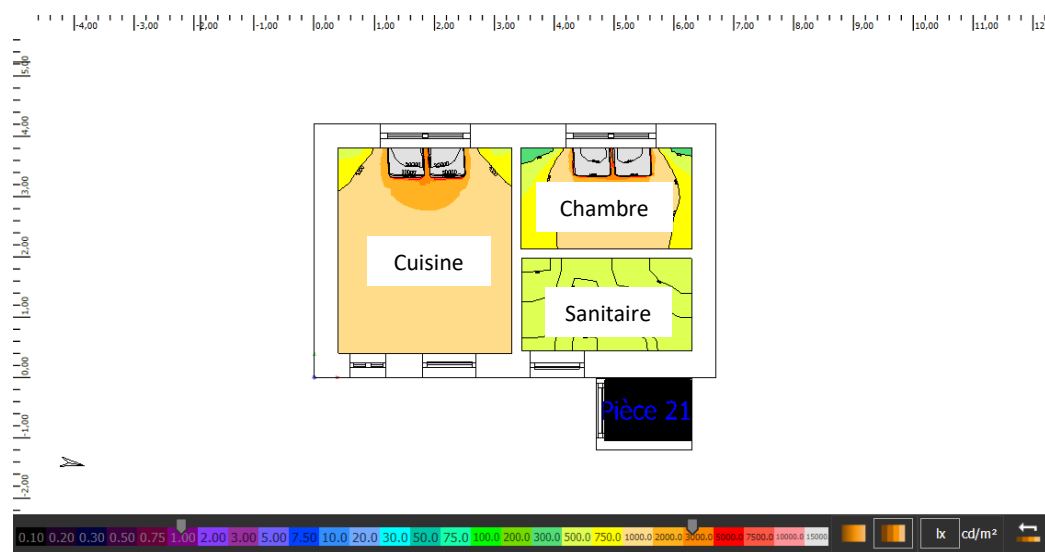 -4,00 -3,00 -2,00 -1,00 0,00 1,00 2,00 3,00 4,00 5,00 6,00 7,00 8,00 9,00 10,00 11,00 12
5,00
4,00
3,00
2,00
1,00
0,00
-1,00
-2,00
Chambre
Cuisine
Sanitaire
Pièce 21
0.10 0.20 0.30 0.50 0.75 1.00 2.00 3.00 5.00 7.50 10.0 20.0 30.0 50.0 75.0 100.0 200.0 300.0 500.0 750.0 1000.0 2000.0 3000.0 5000.0 7500.0 10000.0 15000 lx cd/m²